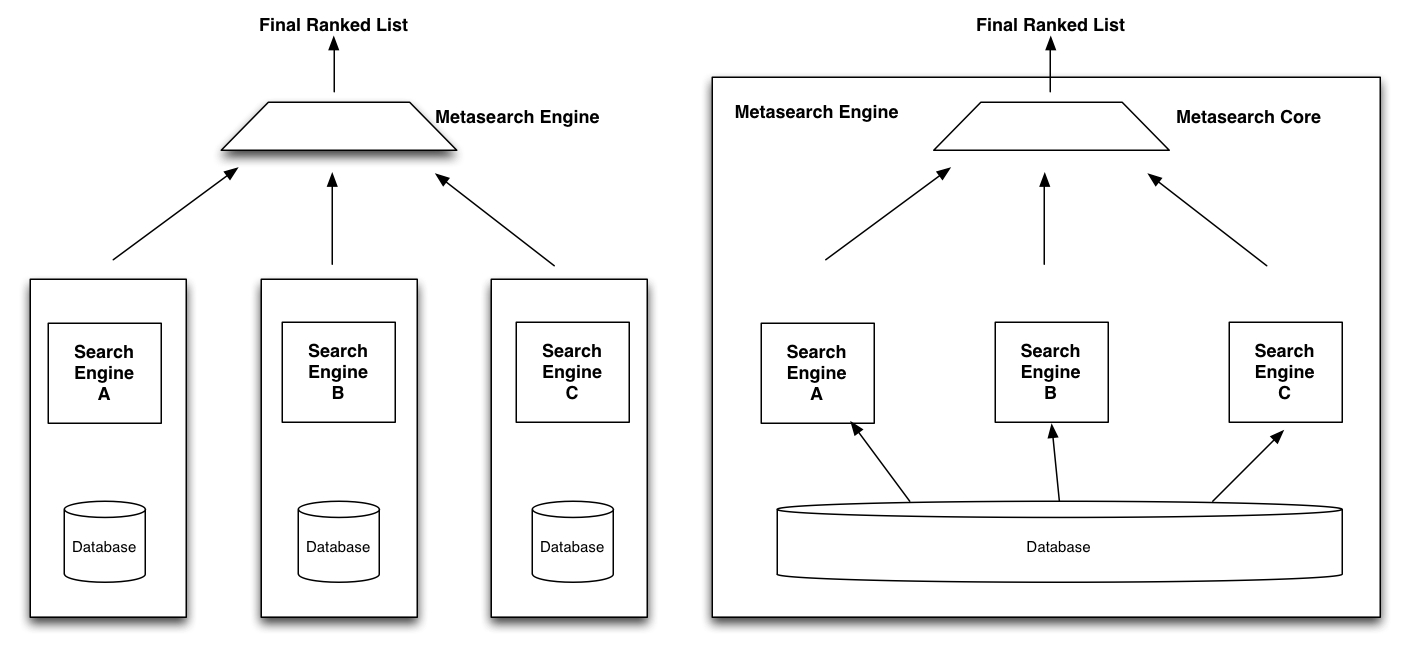 Final Ranked List
Metasearch Engine
Search
Engine
A
Search
Engine
B
Search
Engine
C
Database
Database
Database
Final Ranked List
Metasearch Engine
Metasearch Core
Search
Engine
A
Search
Engine
B
Search
Engine
C
Database